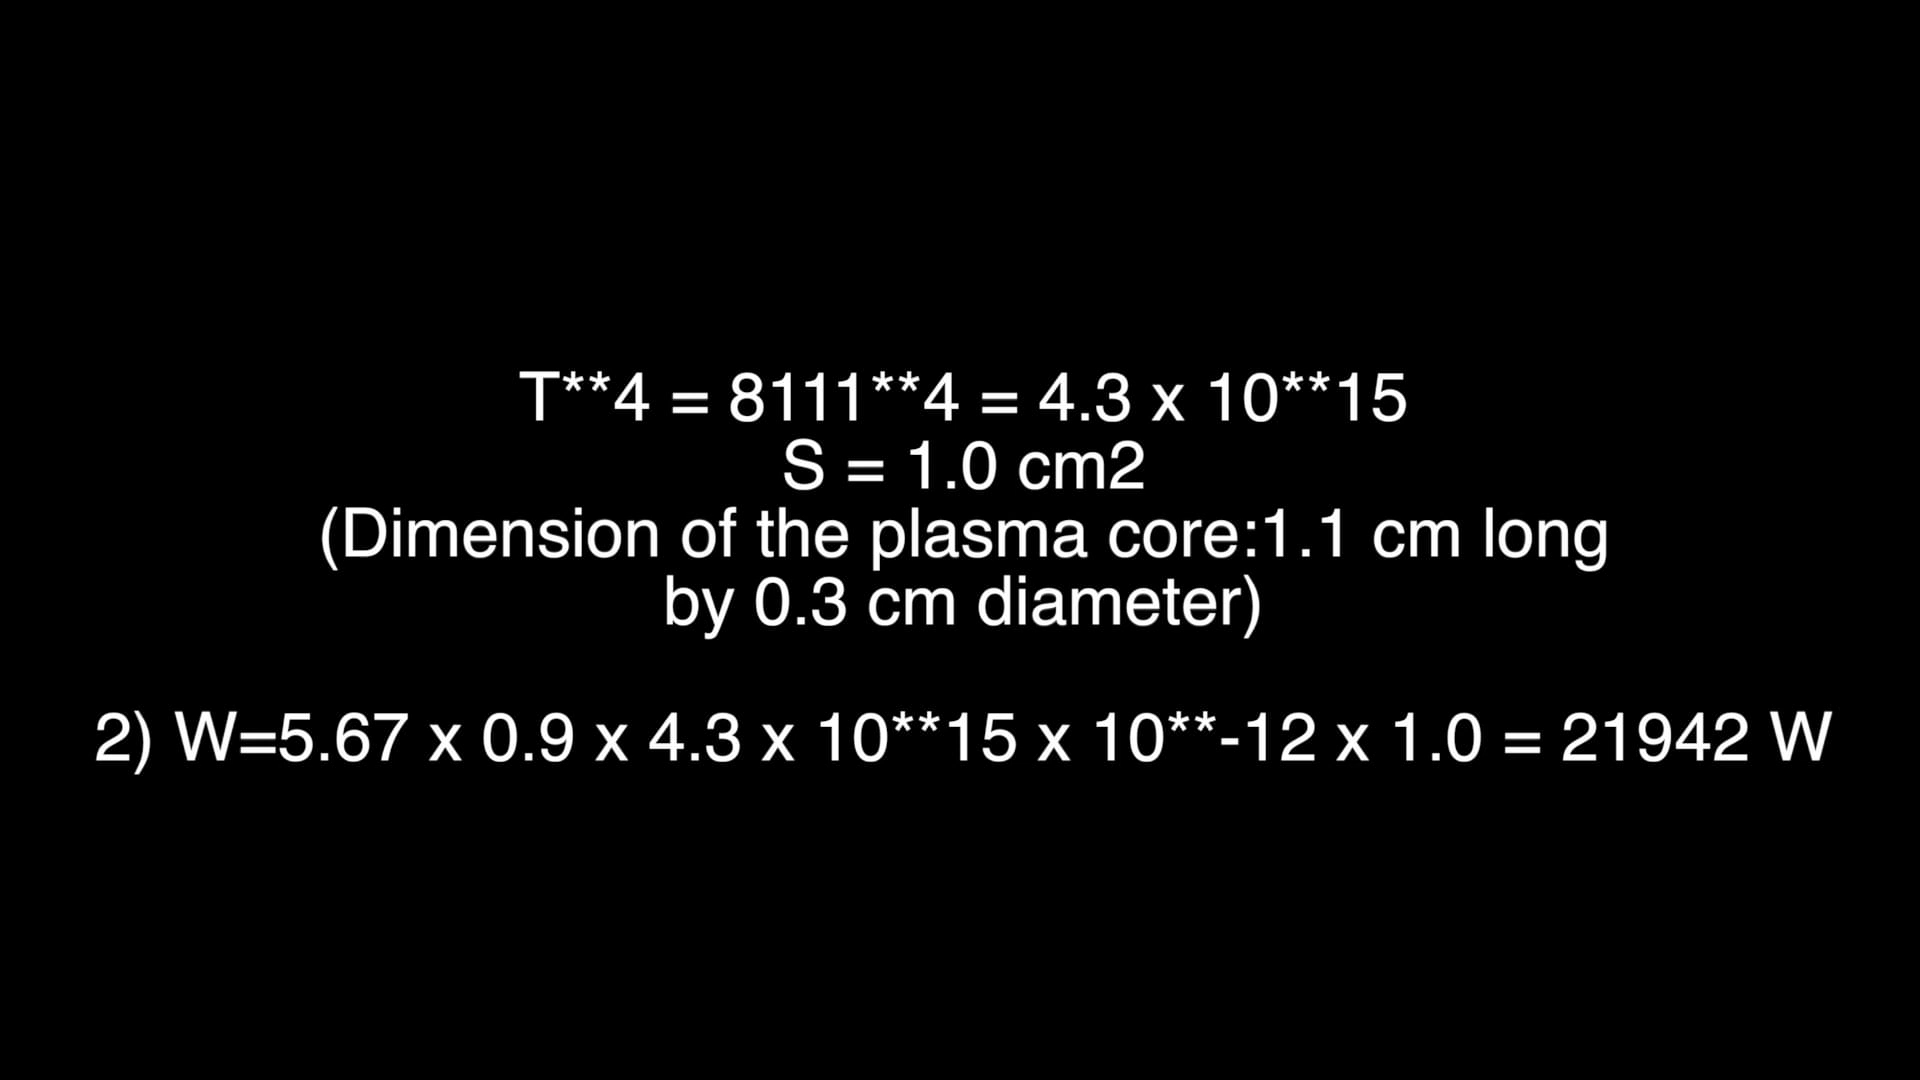 T**4 = 8111**4 = 4.3 x 10**15
S = 1.0 cm2
(Dimension of the plasma core:1.1 cm long
by 0.3 cm diameter)
2) W=5.67 x 0.9 x 4.3 x 10**15 x 10**-12 x 1.0 = 21942 W